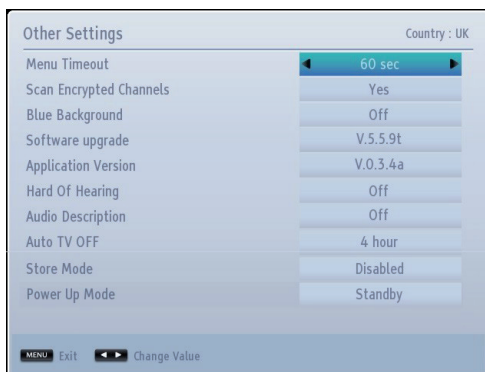 Other Settings Country : UK
Menu Timeout 60 sec
Scan Encrypted Channels Yes
Blue Background Off
Software upgrade V.5.5.9t
Application Version V.0.3.4a
Hard Of Hearing Off
Audio Description Off
Auto TV OFF 4 hour
Store Mode Disabled
Power Up Mode Standby
MENU Exit Change Value